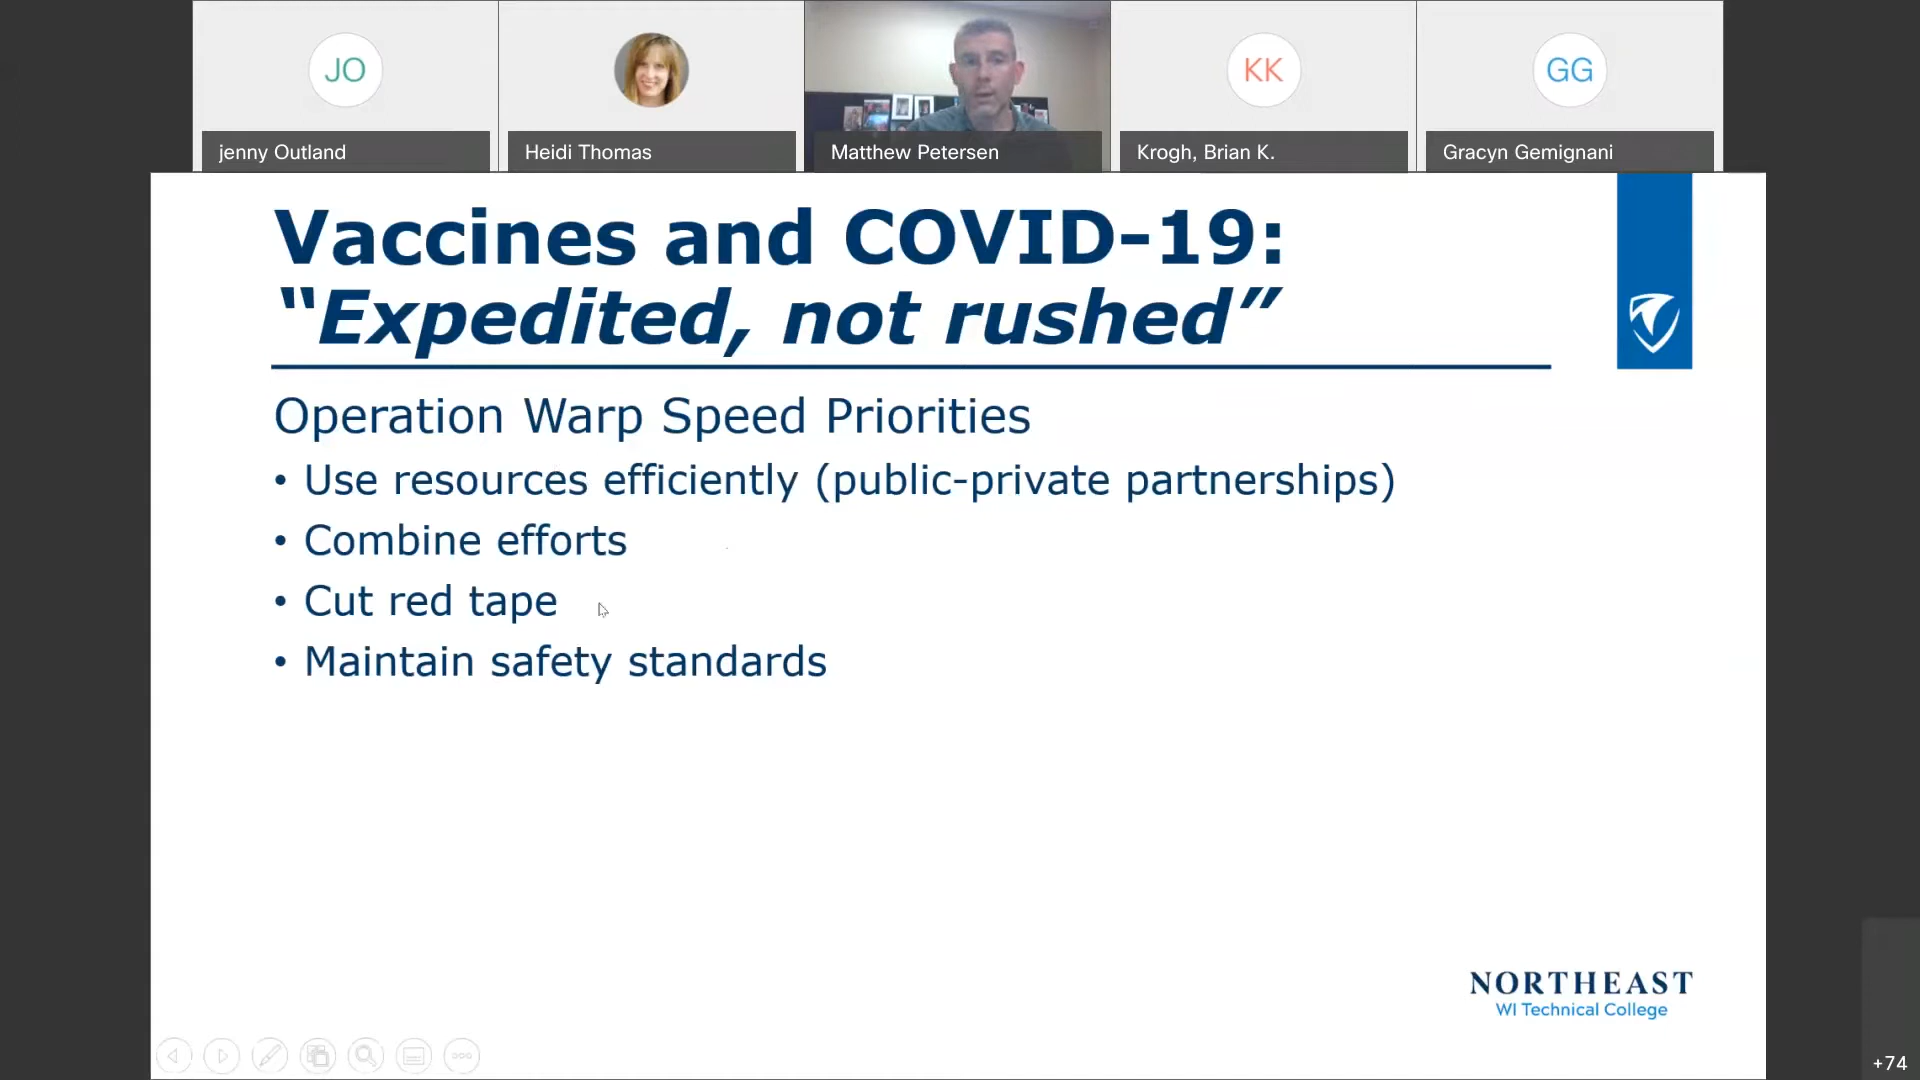 JO
KK
GG
jenny Outland
Heidi Thomas
Matthew Petersen
Krogh, Brian K.
Gracyn Gemignani
Vaccines and COVID-19:
“Expedited, not rushed”
Operation Warp Speed Priorities
• Use resources efficiently (public-private partnerships)
• Combine efforts
• Cut red tape
• Maintain safety standards
NORTHEAST
WI Technical College
+74